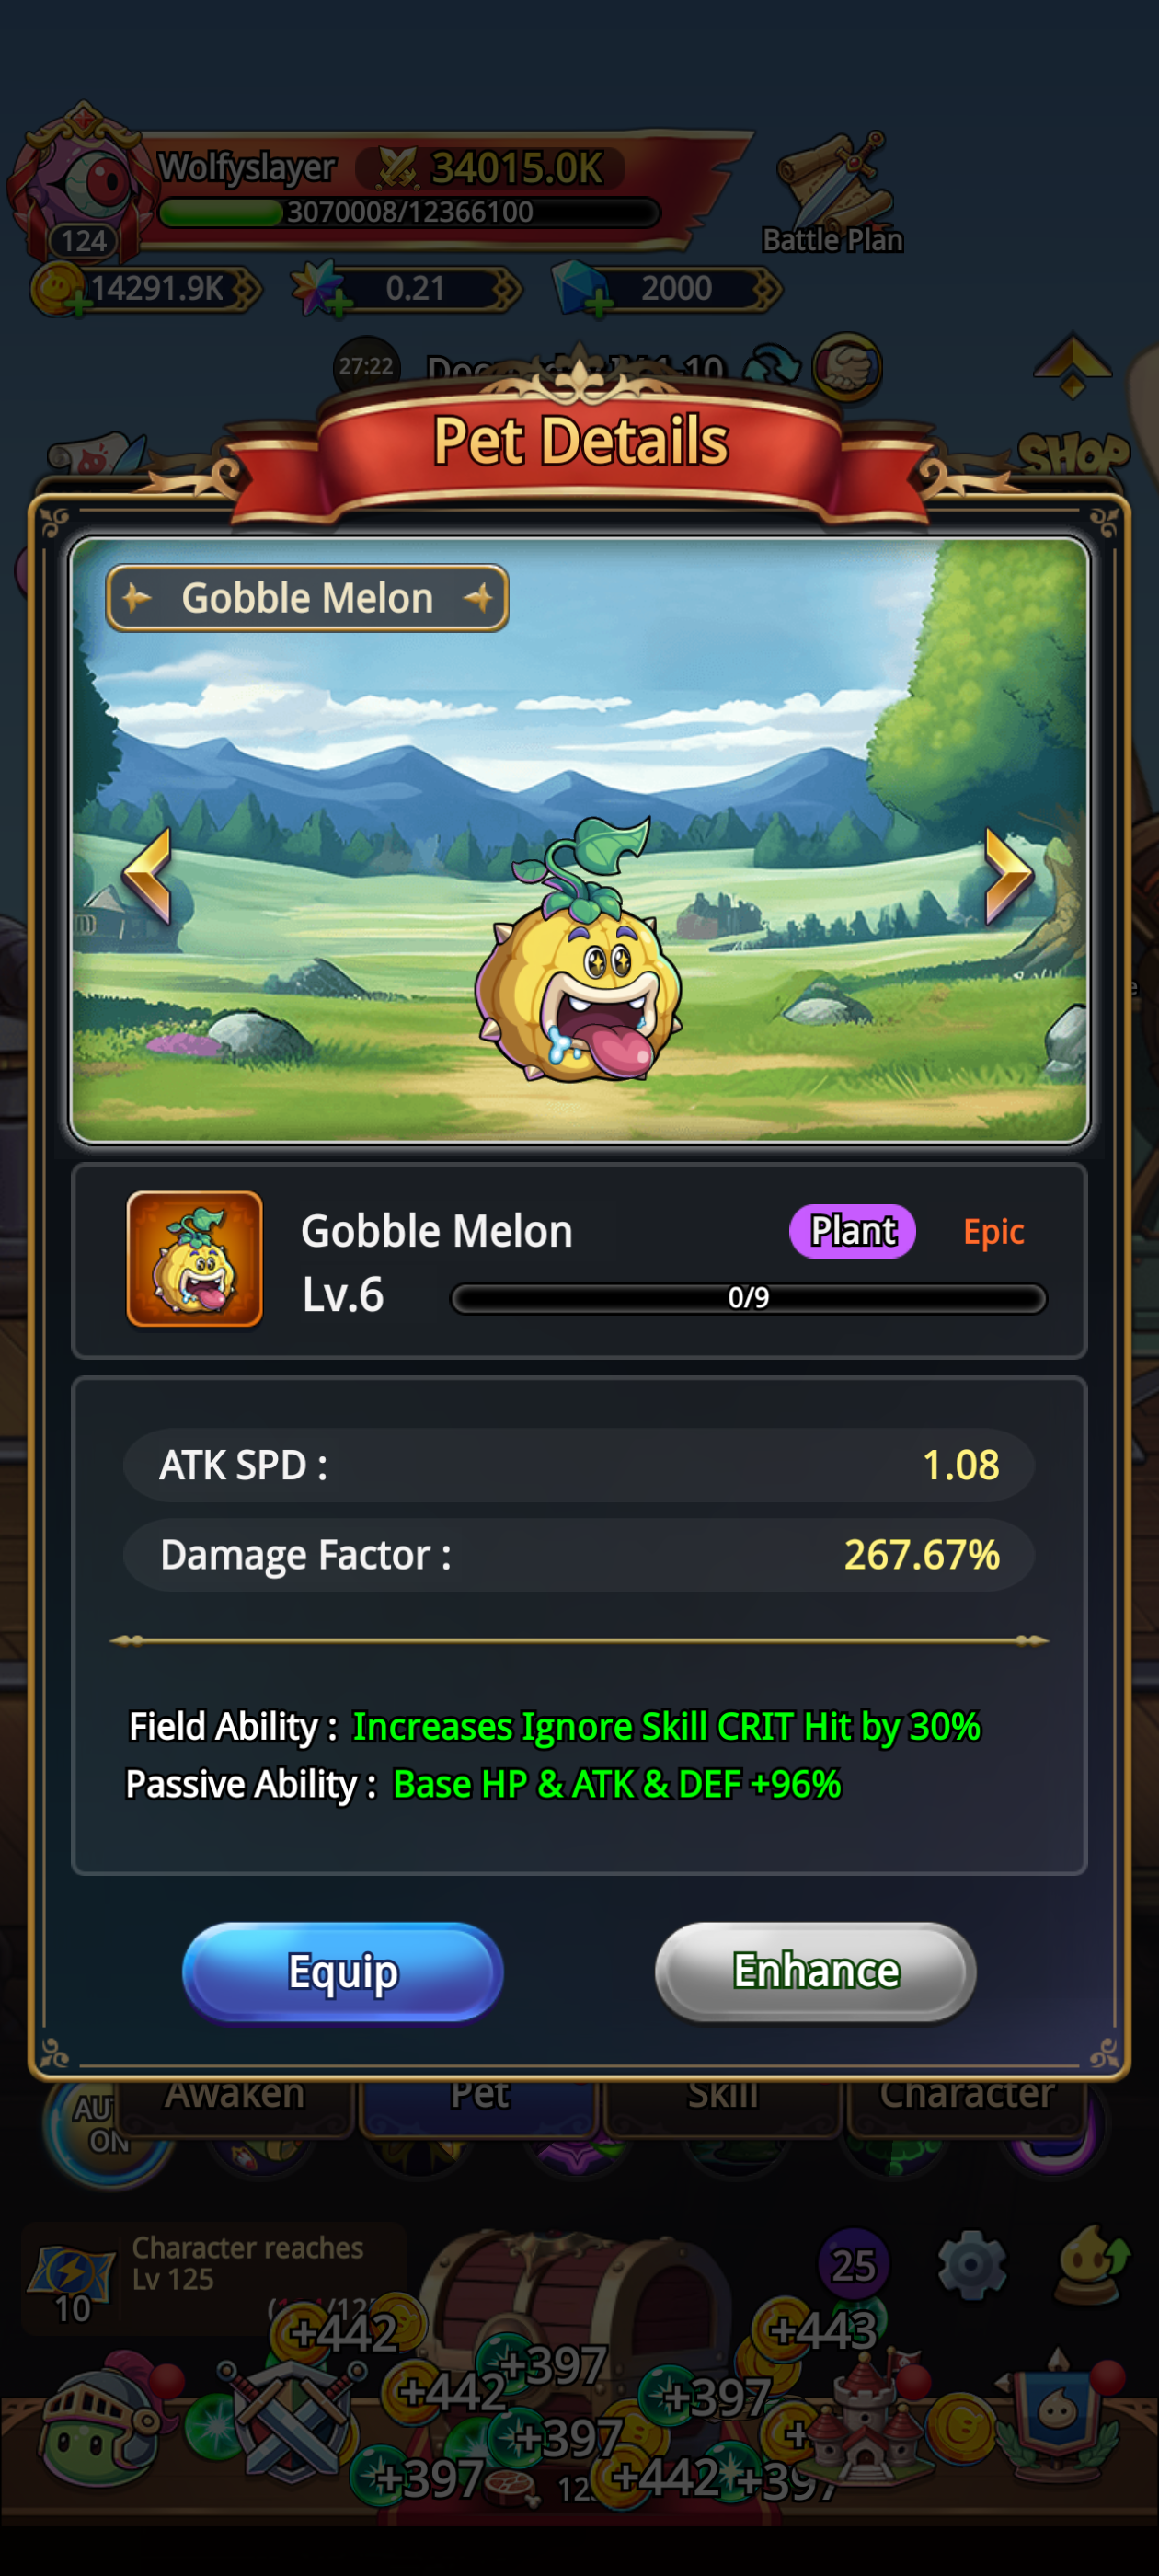 Wolfyslayer 34015.0K
3070008/12366100
124
Battle Plan
14291.9K 0.21 2000
27:22
-10
SHOP
Pet Details
Gobble Melon
Gobble Melon Plant Epic
Lv.6 0/9
ATK SPD : 1.08
Damage Factor : 267.67%
Field Ability : Increases Ignore Skill CRIT Hit by 30%
Passive Ability : Base HP & ATK & DEF +96%
Equip Enhance
Awaken Pet Skill Character
ON
Character reaches
Lv 125
10
25
+442 +443
+397
+442 +397
+397
+397 +442 +397